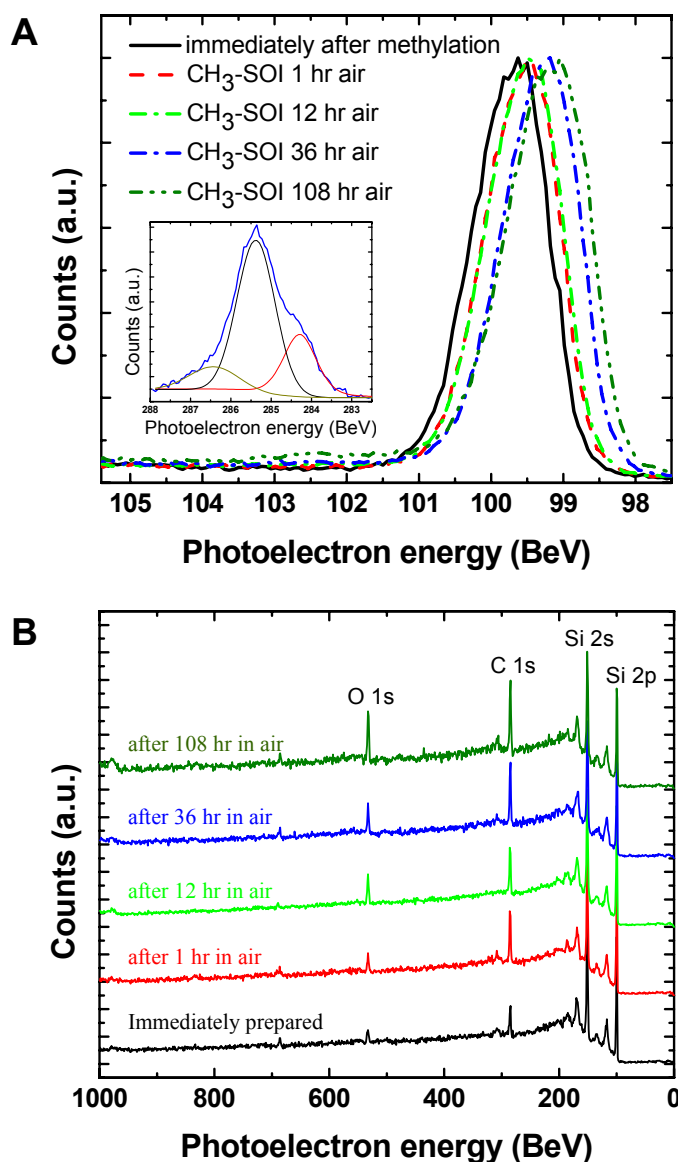 A
immediately after methylation
CH3-SOI 1 hr air
CH3-SOI 12 hr air
CH3-SOI 36 hr air
CH3-SOI 108 hr air
Counts (a.u.)
Counts (a.u.)
288 287 286 285 284 283
Photoelectron energy (BeV)
105 104 103 102 101 100 99 98
Photoelectron energy (BeV)
B
Si 2s
C 1s
Si 2p
O 1s
after 108 hr in air
after 36 hr in air
after 12 hr in air
after 1 hr in air
Immediately prepared
Counts (a.u.)
1000 800 600 400 200 0
Photoelectron energy (BeV)